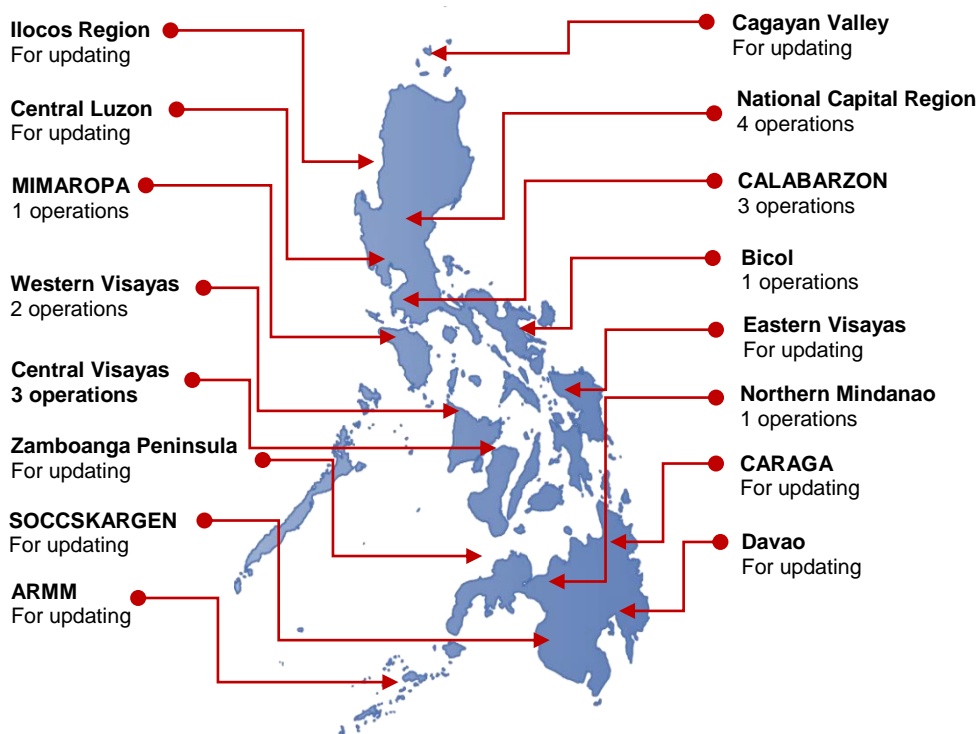 Ilocos Region
For updating
Central Luzon
For updating
MIMAROPA
1 operations
Western Visayas
2 operations
Central Visayas
3 operations
Zamboanga Peninsula
For updating
SOCCSKARGEN
For updating
ARMM
For updating
Cagayan Valley
For updating
National Capital Region
4 operations
CALABARZON
3 operations
Bicol
1 operations
Eastern Visayas
For updating
Northern Mindanao
1 operations
CARAGA
For updating
Davao
For updating